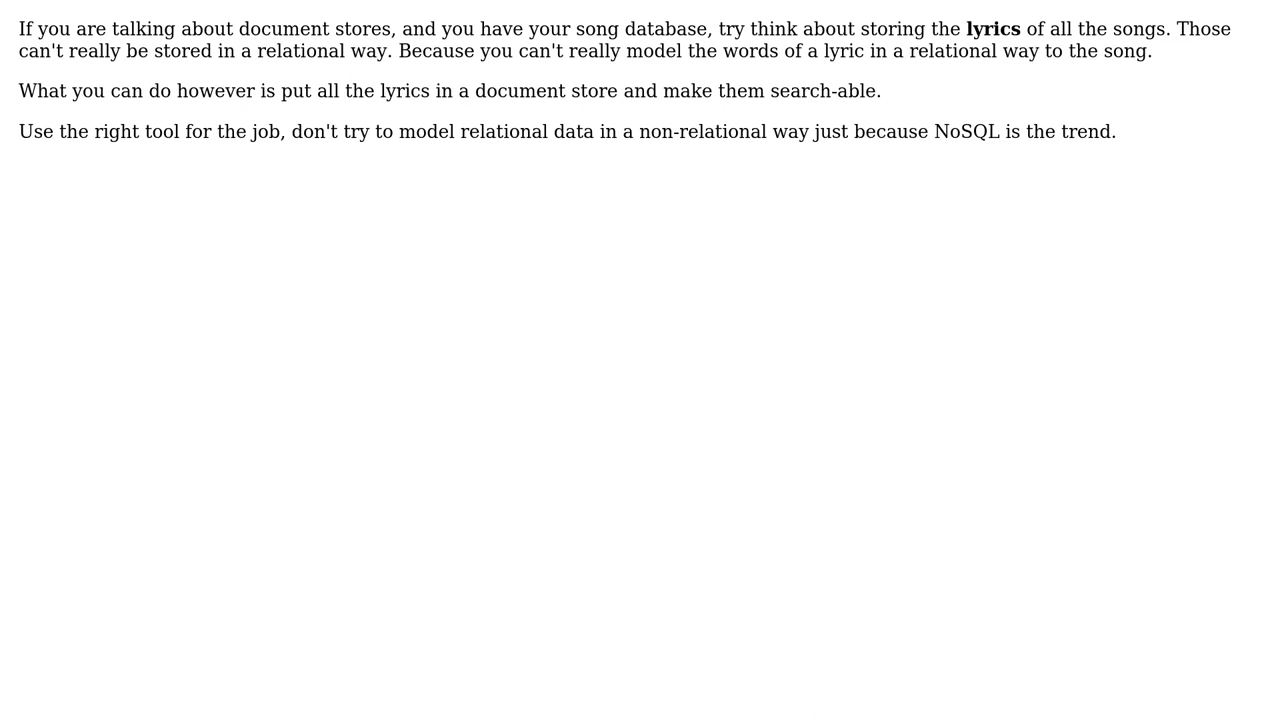 If you are talking about document stores, and you have your song database, try think about storing the lyrics of all the songs. Those
can't really be stored in a relational way. Because you can't really model the words of a lyric in a relational way to the song.
What you can do however is put all the lyrics in a document store and make them search-able.
Use the right tool for the job, don't try to model relational data in a non-relational way just because NoSQL is the trend.